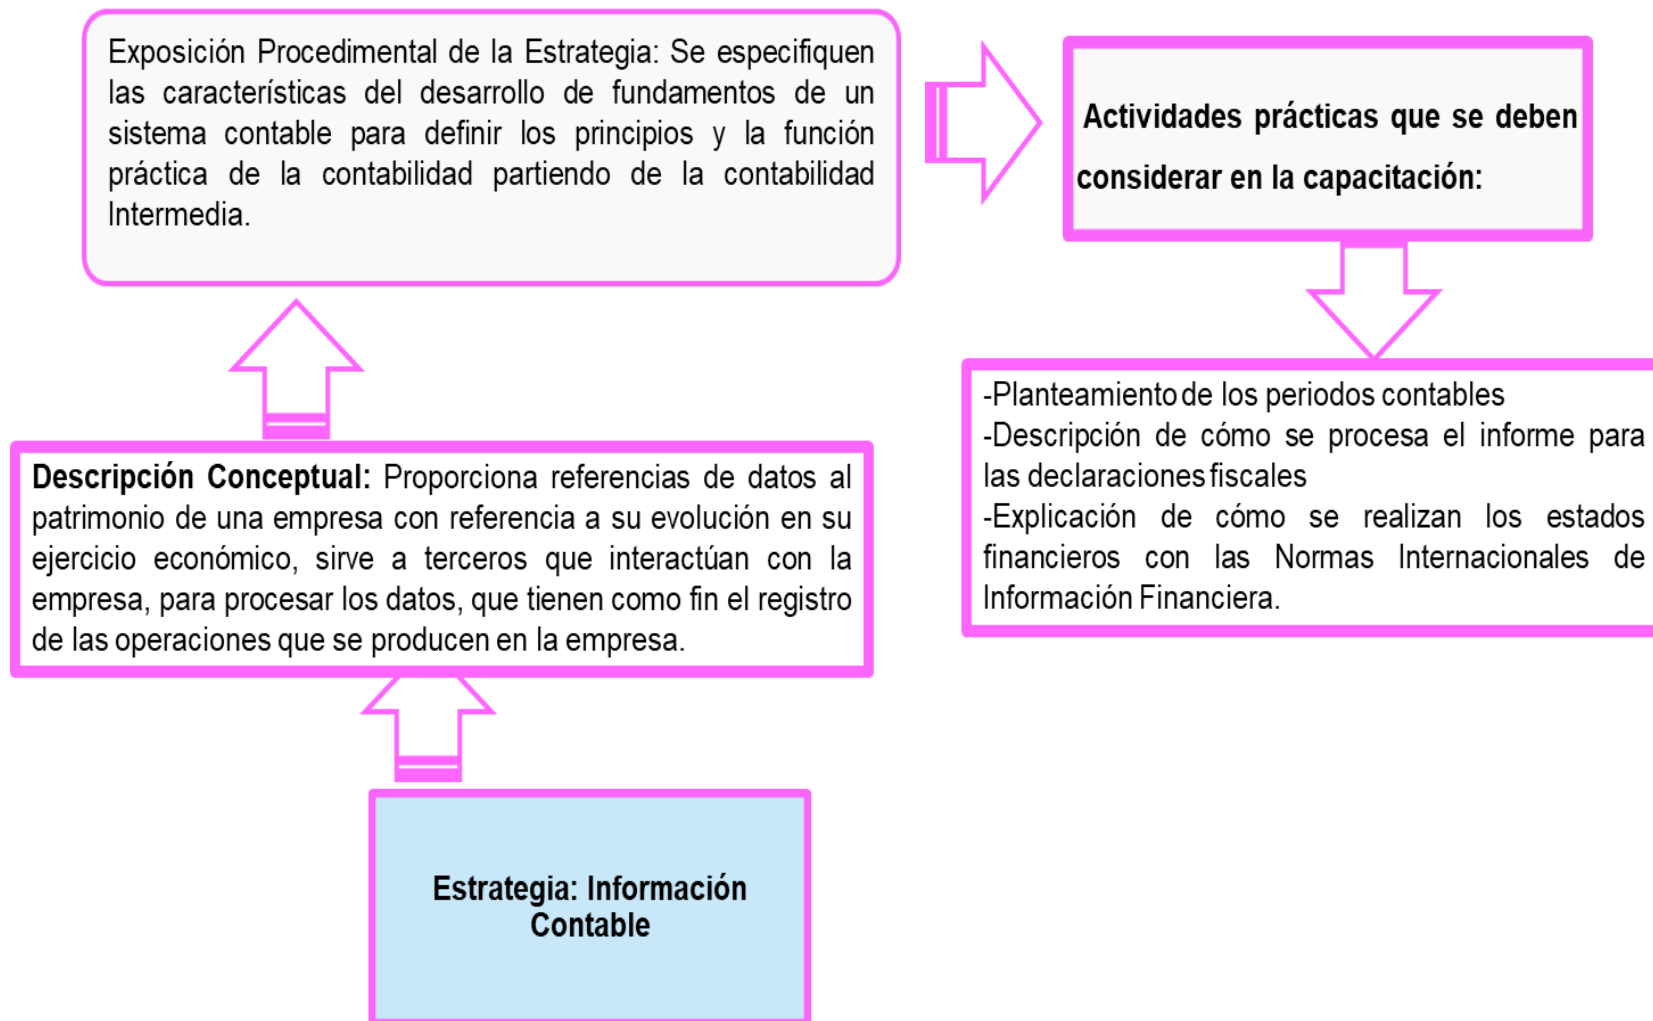 Exposición Procedimental de la Estrategia: Se especifiquen
las características del desarrollo de fundamentos de un
sistema contable para definir los principios y la función
práctica de la contabilidad partiendo de la contabilidad
Intermedia.
Actividades prácticas que se deben
considerar en la capacitación:
-Planteamiento de los periodos contables
-Descripción de cómo se procesa el informe para
las declaraciones fiscales
-Explicación de cómo se realizan los estados
financieros con las Normas Internacionales de
Información Financiera.
Descripción Conceptual: Proporciona referencias de datos al
patrimonio de una empresa con referencia a su evolución en su
ejercicio económico, sirve a terceros que interactúan con la
empresa, para procesar los datos, que tienen como fin el registro
de las operaciones que se producen en la empresa.
Estrategia: Información
Contable